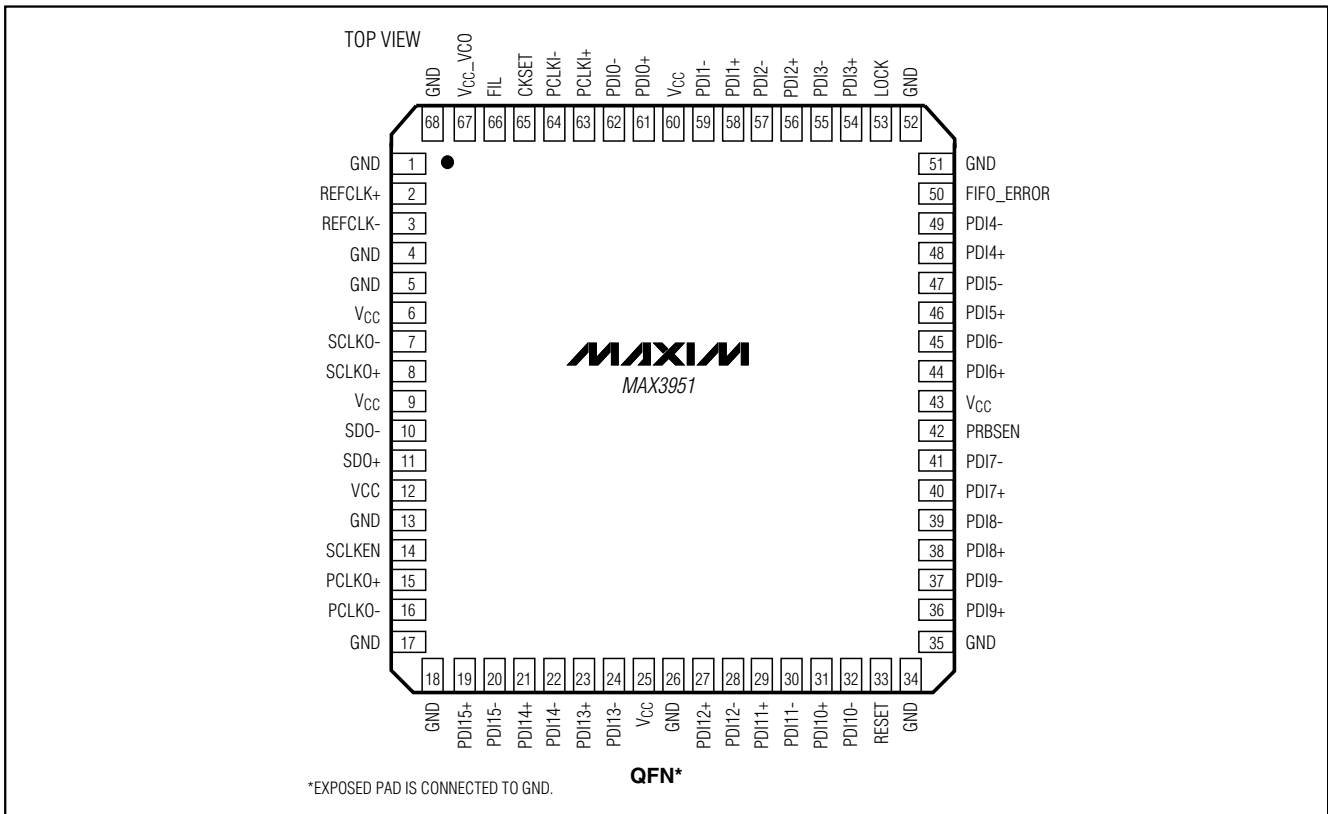 TOP VIEW
GND
VCC_VCO
FIL
CKSET
PCLKI-
PCLKI+
PDI0-
PDI0+
VCC
PDI1-
PDI1+
PDI2-
PDI2+
PDI3-
PDI3+
LOCK
GND
68 67 66 65 64 63 62 61 60 59 58 57 56 55 54 53 52
GND 1
REFCLK+ 2
REFCLK- 3
GND 4
GND 5
VCC 6
SCLKO- 7
SCLKO+ 8
VCC 9
SDO- 10
SDO+ 11
VCC 12
GND 13
SCLKEN 14
PCLKO+ 15
PCLKO- 16
GND 17
MAXIM
MAX3951
51 GND
50 FIFO_ERROR
49 PDI4-
48 PDI4+
47 PDI5-
46 PDI5+
45 PDI6-
44 PDI6+
43 VCC
42 PRBSEN
41 PDI7-
40 PDI7+
39 PDI8-
38 PDI8+
37 PDI9-
36 PDI9+
35 GND
18 19 20 21 22 23 24 25 26 27 28 29 30 31 32 33 34
GND
PDI15+
PDI15-
PDI14+
PDI14-
PDI13+
PDI13-
VCC
GND
PDI12+
PDI12-
PDI11+
PDI11-
PDI10+
PDI10-
RESET
GND
QFN*
*EXPOSED PAD IS CONNECTED TO GND.